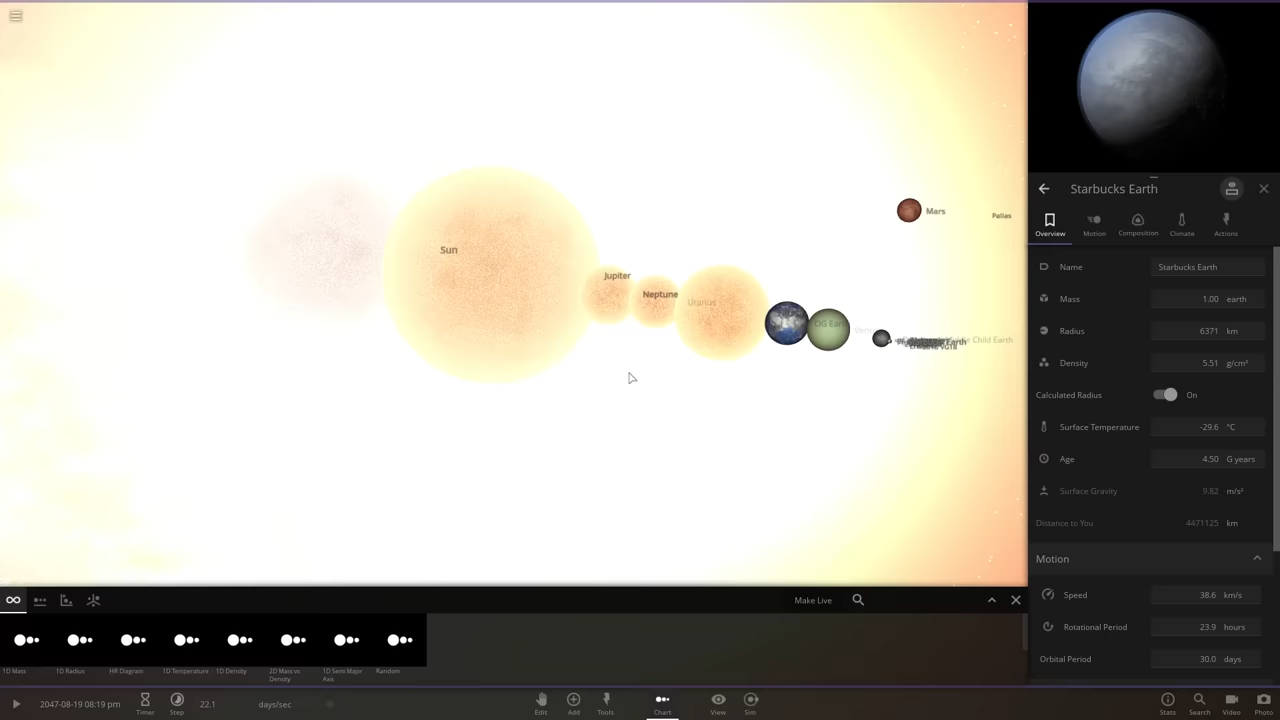 Starbucks Earth
Overview
Motion
Composition
Climate
Actions
Sun
Jupiter
Neptune
Uranus
OG Earth
Venus
Child Earth
Mars
Pallas
Name
Starbucks Earth
Mass
1.00 earth
Radius
6371 km
Density
5.51 g/cm³
Calculated Radius
On
Surface Temperature
-29.6 °C
Age
4.50 G years
Surface Gravity
9.82 m/s²
Distance to You
4471125 km
Motion
Speed
38.6 km/s
Rotational Period
23.9 hours
Orbital Period
30.0 days
Make Live
1D Mass
1D Radius
HR Diagram
1D Temperature
1D Density
2D Mass vs
Density
1D Semi Major
Axis
Random
2047-08-19 08:19 pm
Timer
Step
22.1 days/sec
Edit
Add
Tools
Chart
View
Sim
Stats
Search
Video
Photo